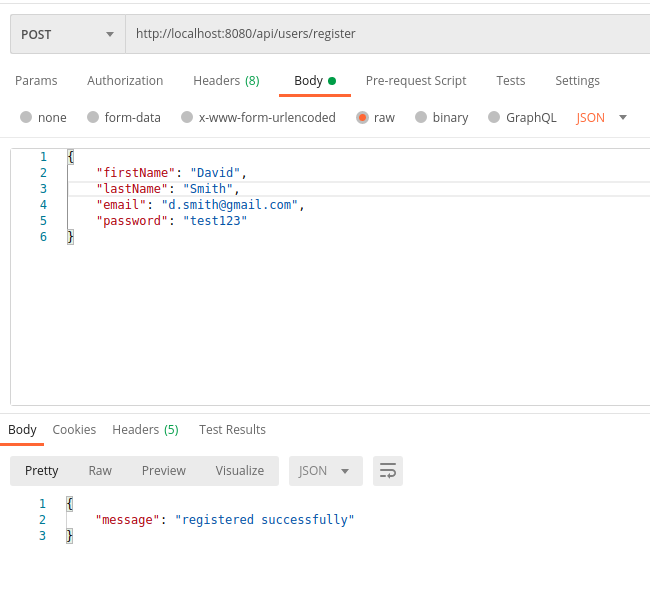 POST http://localhost:8080/api/users/register
Params Authorization Headers (8) Body Pre-request Script Tests Settings
none form-data x-www-form-urlencoded raw binary GraphQL JSON
1 {
2 "firstName": "David",
3 "lastName": "Smith",
4 "email": "d.smith@gmail.com",
5 "password": "test123"
6 }
Body Cookies Headers (5) Test Results
Pretty Raw Preview Visualize JSON
1 {
2 "message": "registered successfully"
3 }